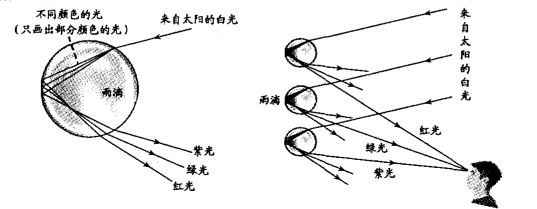 不同颜色的光
(只画出部分颜色的光)
来自太阳的白光
雨滴
紫光
绿光
红光
来自太阳的白光
雨滴
红光
绿光
紫光